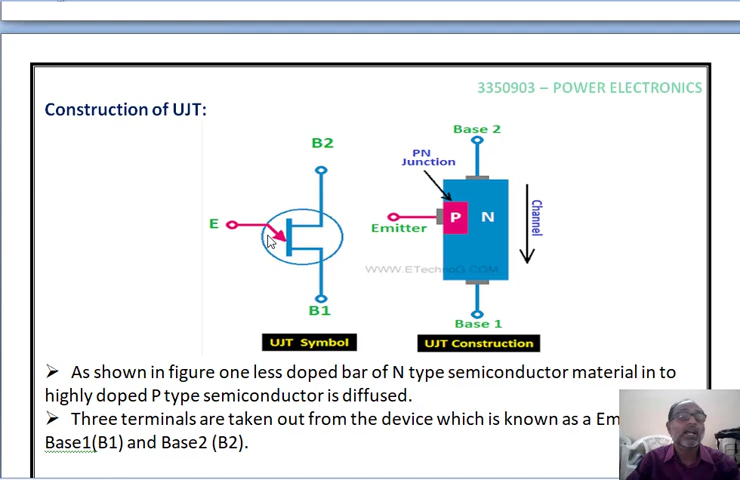 3350903 – POWER ELECTRONICS
Construction of UJT:
B2
E
B1
UJT Symbol
Base 2
PN
Junction
P
N
Emitter
Channel
WWW.ETechnoG.COM
Base 1
UJT Construction
➢ As shown in figure one less doped bar of N type semiconductor material in to
highly doped P type semiconductor is diffused.
➢ Three terminals are taken out from the device which is known as a Em
Base1(B1) and Base2 (B2).